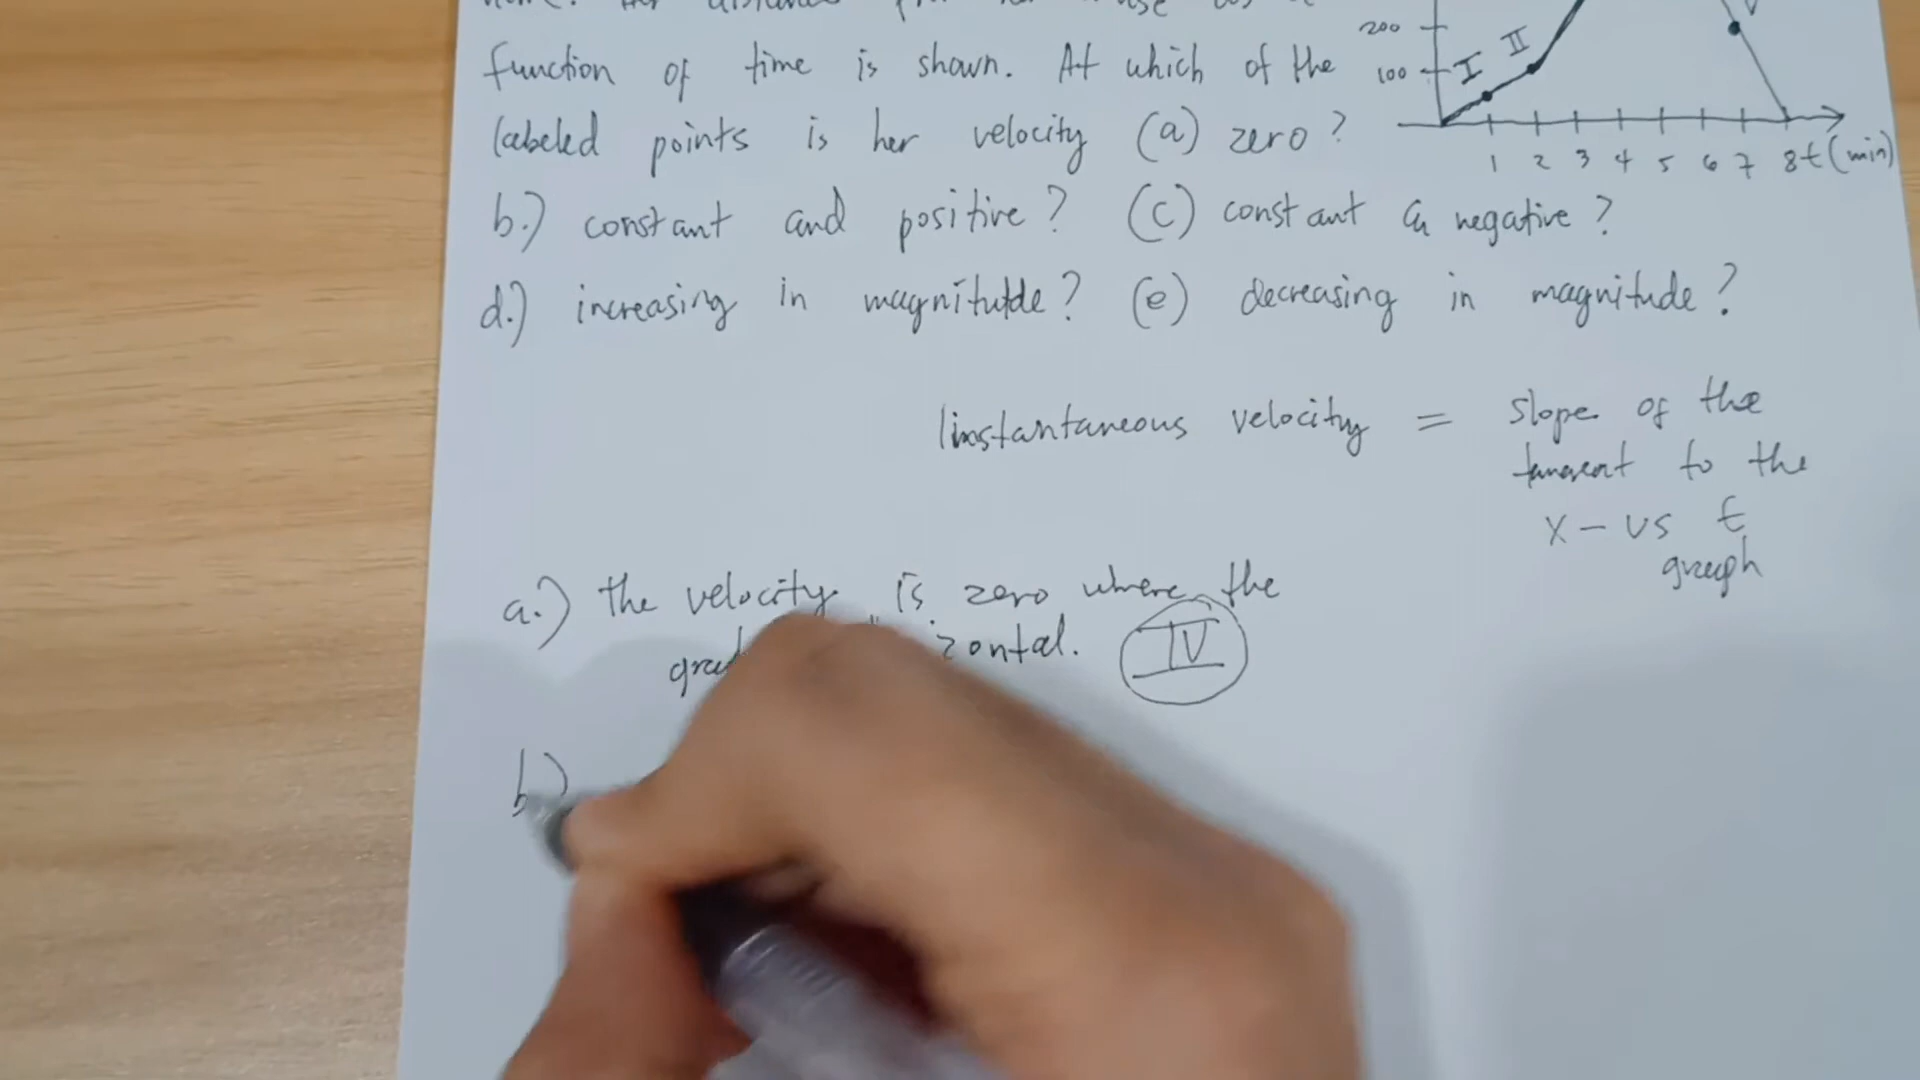 function of time is shown. At which of the
labeled points is her velocity (a) zero?
b.) constant and positive? (c) constant & negative?
d.) increasing in magnitutde? (e) decreasing in magnitude?
200
100
I II
V
1 2 3 4 5 6 7 8 t (min)
instantaneous velocity = slope of the
tangent to the
x - vs t
graph
a.) the velocity is zero where the
zontal. IV
b)